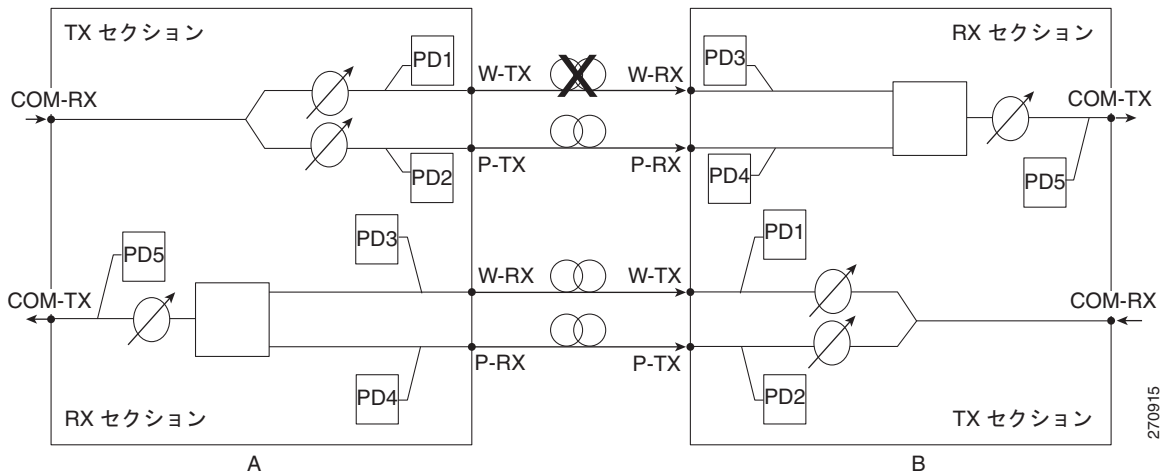 TX セクション
RX セクション
PD1
W-TX
W-RX
PD3
COM-RX
COM-TX
PD2
P-TX
P-RX
PD4
PD5
PD5
PD3
PD1
W-RX
W-TX
COM-TX
COM-RX
P-RX
P-TX
PD4
PD2
RX セクション
TX セクション
A
B
270915